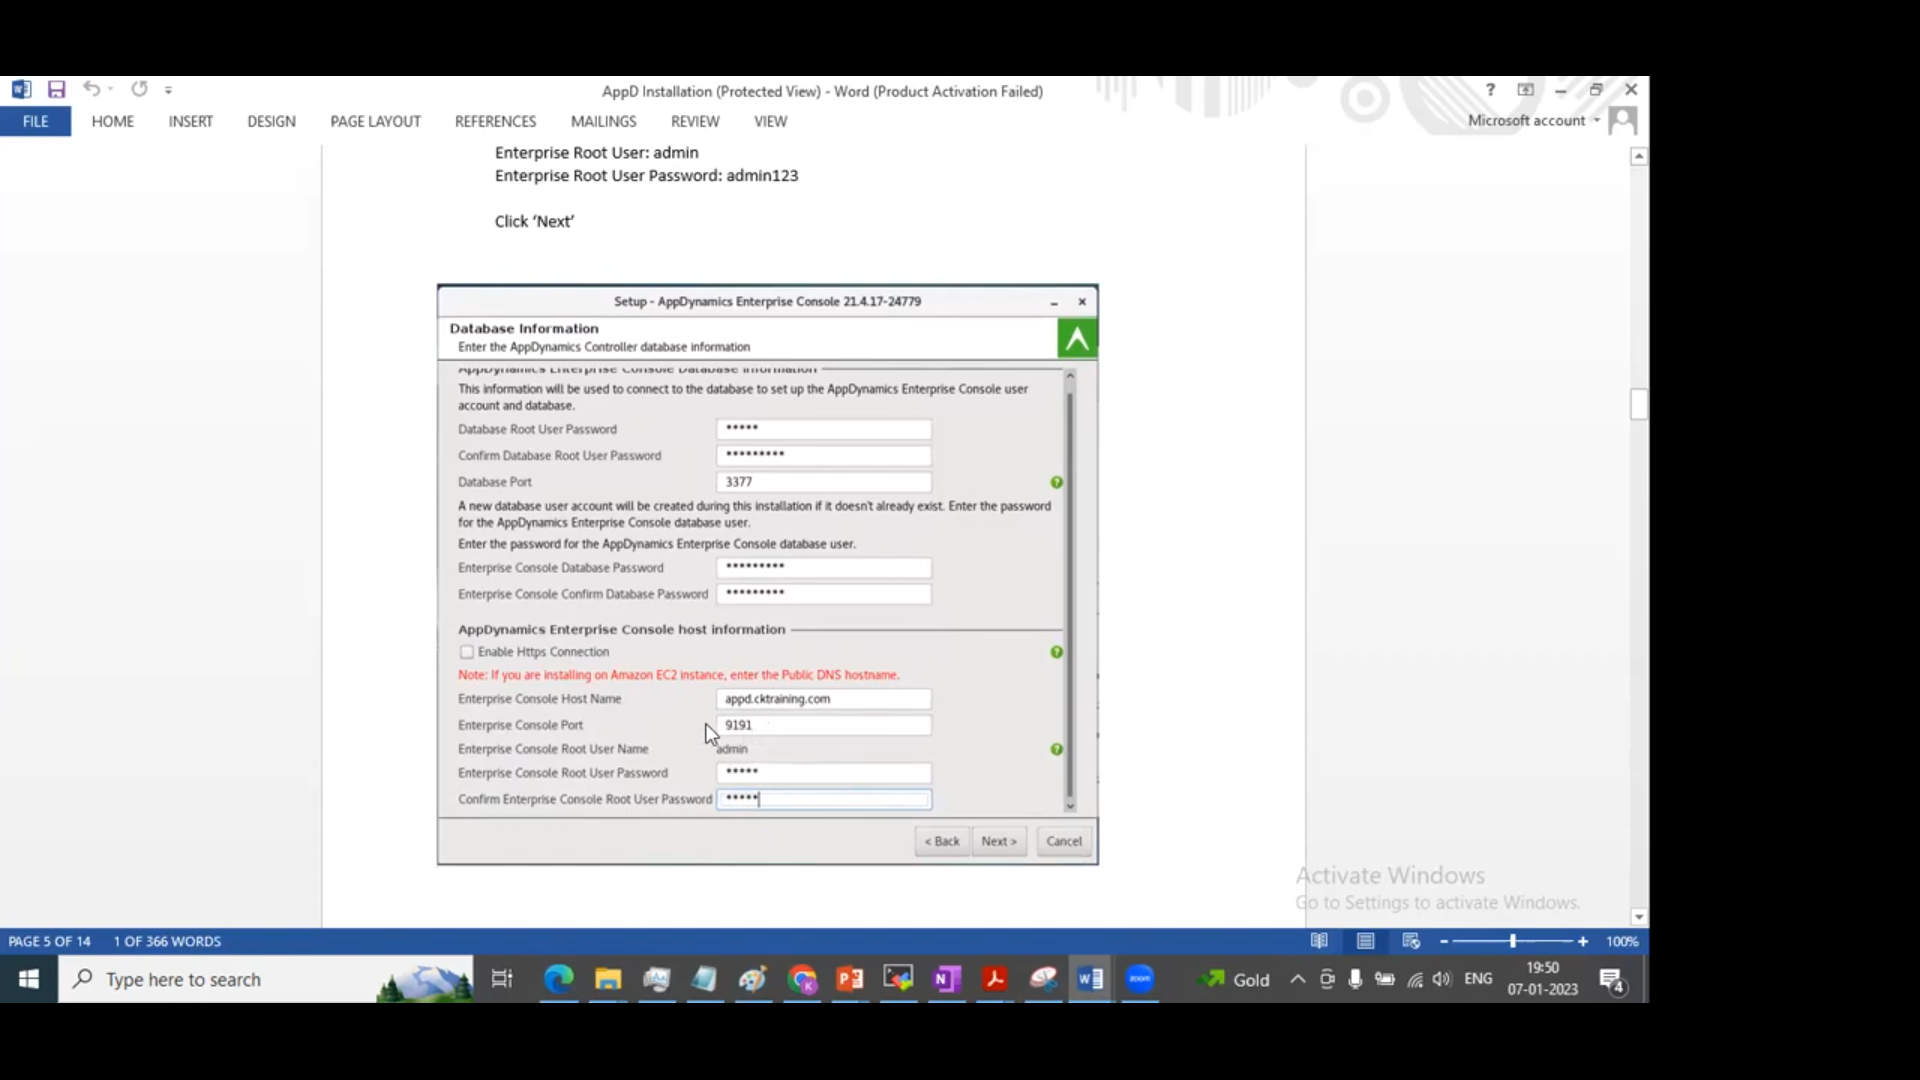 AppD Installation (Protected View) - Word (Product Activation Failed)
FILE HOME INSERT DESIGN PAGE LAYOUT REFERENCES MAILINGS REVIEW VIEW
Microsoft account
Enterprise Root User: admin
Enterprise Root User Password: admin123
Click ‘Next’
Setup - AppDynamics Enterprise Console 21.4.17-24779
Database Information
Enter the AppDynamics Controller database information
AppDynamics Enterprise Console Database Information
This information will be used to connect to the database to set up the AppDynamics Enterprise Console user
account and database.
Database Root User Password *****
Confirm Database Root User Password *********
Database Port 3377
A new database user account will be created during this installation if it doesn't already exist. Enter the password
for the AppDynamics Enterprise Console database user.
Enter the password for the AppDynamics Enterprise Console database user.
Enterprise Console Database Password *********
Enterprise Console Confirm Database Password *********
AppDynamics Enterprise Console host information
Enable Https Connection
Note: If you are installing on Amazon EC2 instance, enter the Public DNS hostname.
Enterprise Console Host Name appd.cktraining.com
Enterprise Console Port 9191
Enterprise Console Root User Name admin
Enterprise Console Root User Password *****
Confirm Enterprise Console Root User Password *****
< Back Next > Cancel
Activate Windows
Go to Settings to activate Windows.
PAGE 5 OF 14 1 OF 366 WORDS 100%
Type here to search
zoom
Gold
ENG
19:50
07-01-2023
4